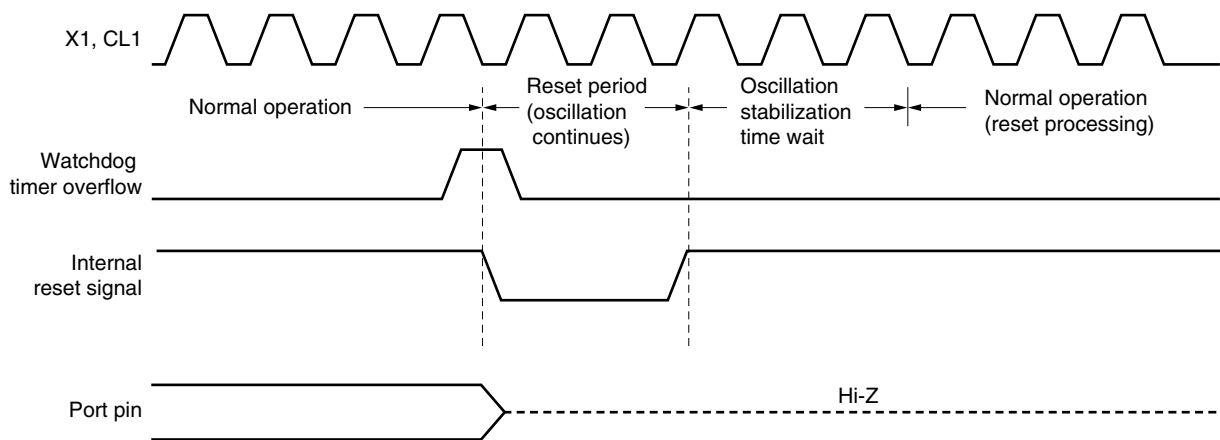 X1, CL1
Normal operation
Reset period
(oscillation
continues)
Oscillation
stabilization
time wait
Normal operation
(reset processing)
Watchdog
timer overflow
Internal
reset signal
Port pin
Hi-Z